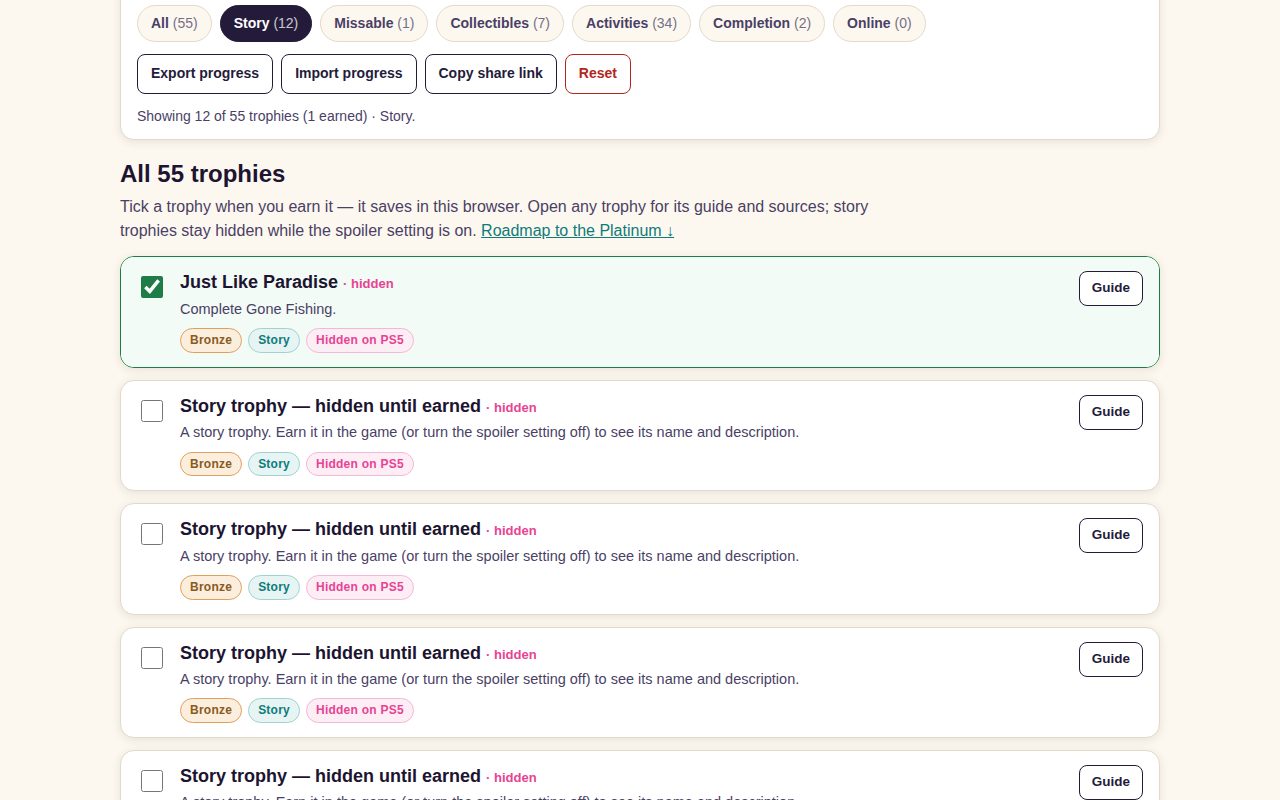 All (55) Story (12) Missable (1) Collectibles (7) Activities (34) Completion (2) Online (0)
Export progress Import progress Copy share link Reset
Showing 12 of 55 trophies (1 earned) · Story.
All 55 trophies
Tick a trophy when you earn it — it saves in this browser. Open any trophy for its guide and sources; story
trophies stay hidden while the spoiler setting is on. Roadmap to the Platinum ↓
Just Like Paradise · hidden
Guide
Complete Gone Fishing.
Bronze Story Hidden on PS5
Story trophy — hidden until earned · hidden
Guide
A story trophy. Earn it in the game (or turn the spoiler setting off) to see its name and description.
Bronze Story Hidden on PS5
Story trophy — hidden until earned · hidden
Guide
A story trophy. Earn it in the game (or turn the spoiler setting off) to see its name and description.
Bronze Story Hidden on PS5
Story trophy — hidden until earned · hidden
Guide
A story trophy. Earn it in the game (or turn the spoiler setting off) to see its name and description.
Bronze Story Hidden on PS5
Story trophy — hidden until earned · hidden
Guide